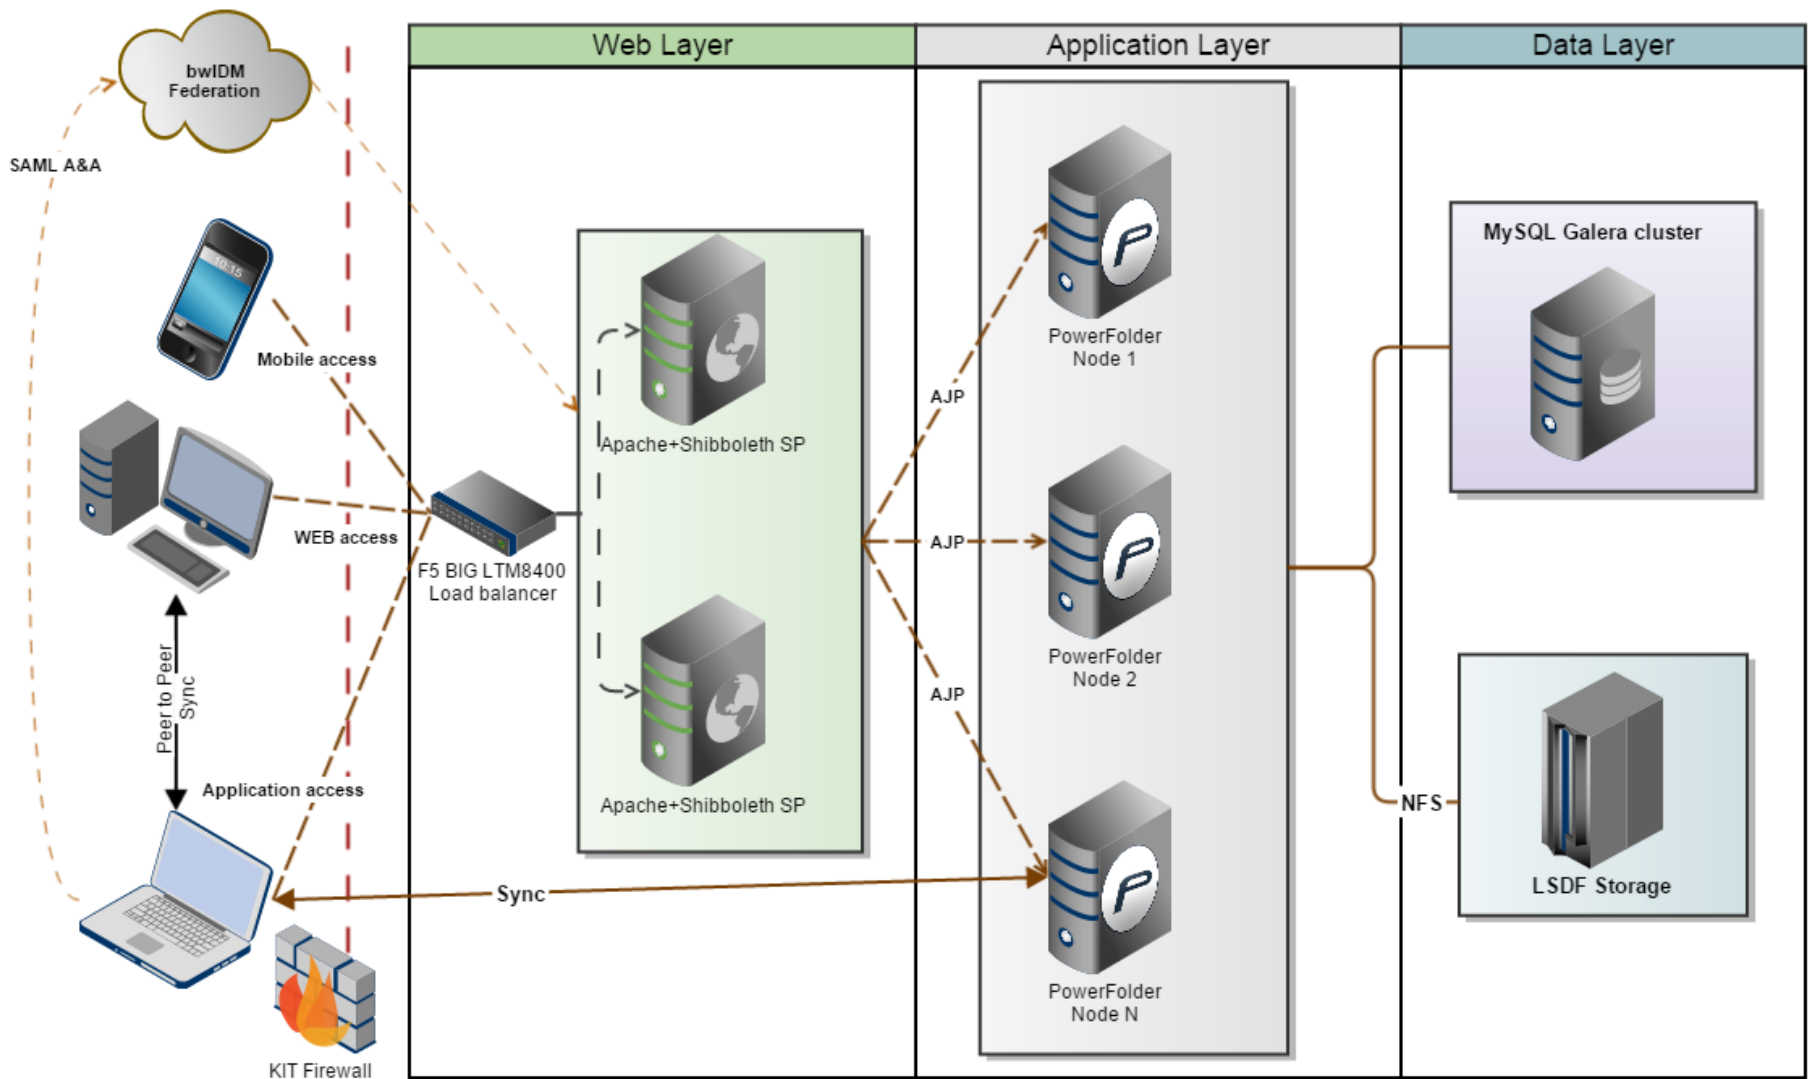 Web Layer
Application Layer
Data Layer
bwIDM
Federation
SAML A&A
10.15
Mobile access
WEB access
Peer to Peer
Sync
Application access
KIT Firewall
F5 BIG LTM8400
Load balancer
Apache+Shibboleth SP
Apache+Shibboleth SP
AJP
AJP
AJP
Sync
PowerFolder
Node 1
PowerFolder
Node 2
PowerFolder
Node N
MySQL Galera cluster
NFS
LSDF Storage